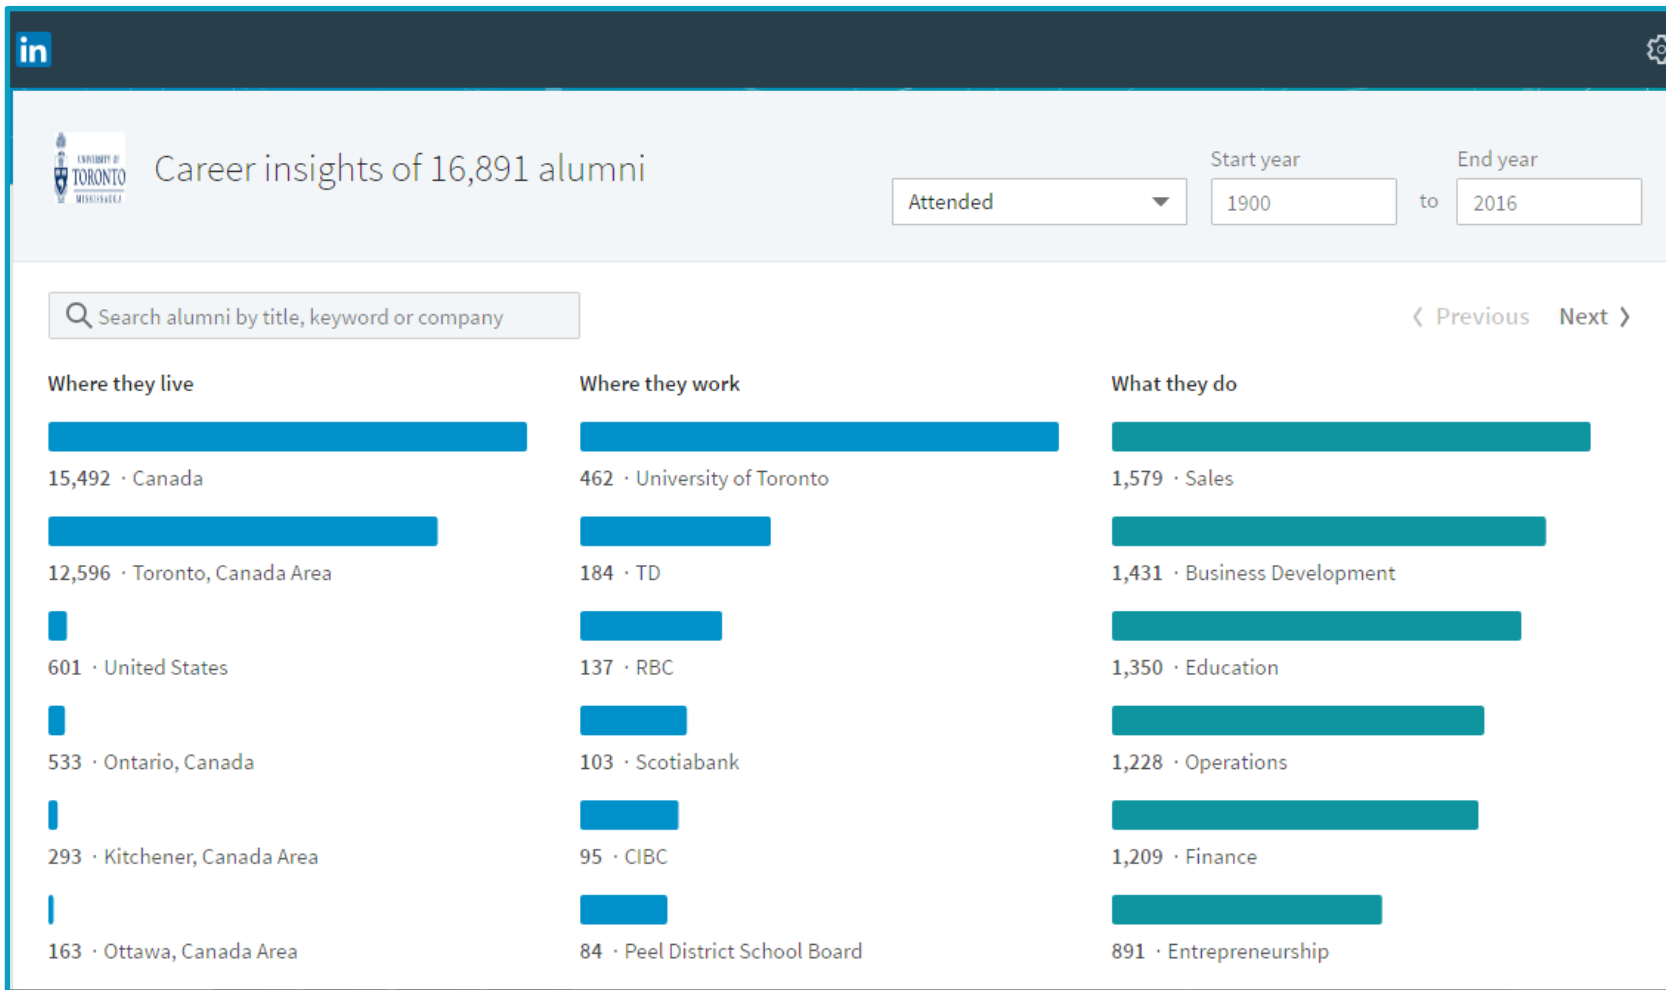 in
UNIVERSITY OF
TORONTO
MISSISSAUGA
Career insights of 16,891 alumni
Attended
Start year
1900
to
End year
2016
Search alumni by title, keyword or company
Previous
Next
Where they live
15,492 · Canada
12,596 · Toronto, Canada Area
601 · United States
533 · Ontario, Canada
293 · Kitchener, Canada Area
163 · Ottawa, Canada Area
Where they work
462 · University of Toronto
184 · TD
137 · RBC
103 · Scotiabank
95 · CIBC
84 · Peel District School Board
What they do
1,579 · Sales
1,431 · Business Development
1,350 · Education
1,228 · Operations
1,209 · Finance
891 · Entrepreneurship